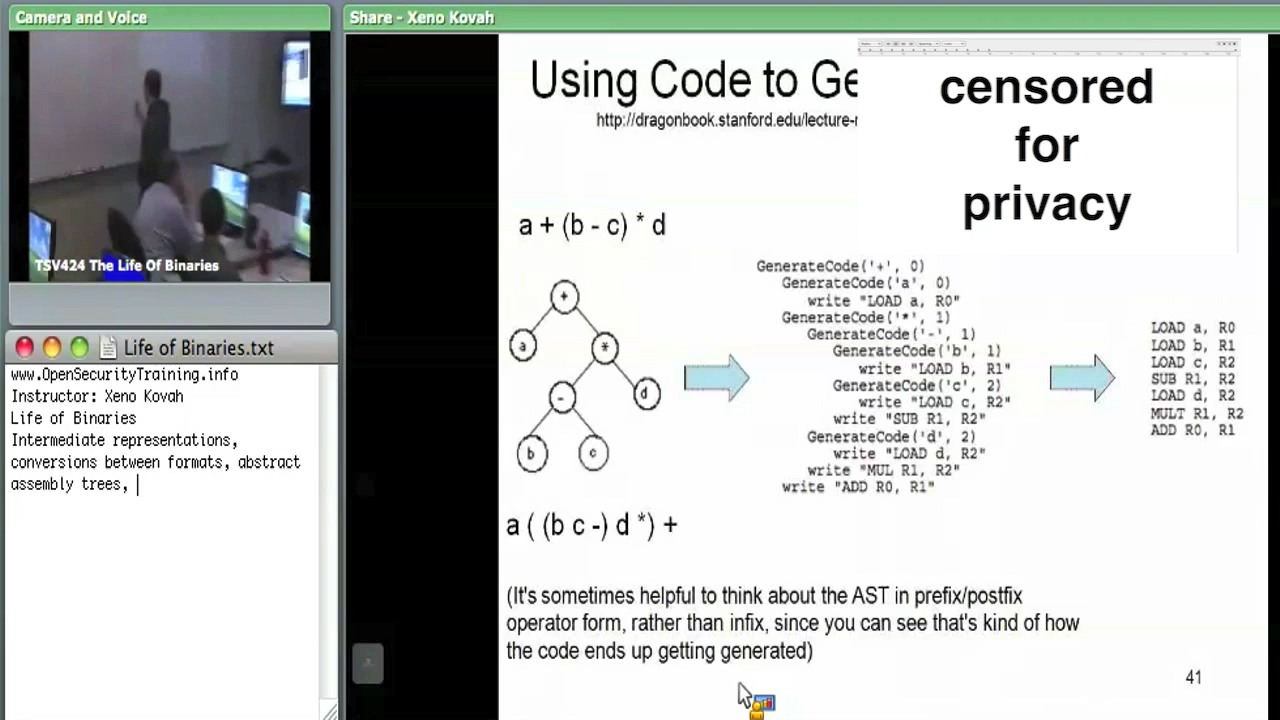 Camera and Voice
Share - Xeno Kovah
TSV424 The Life Of Binaries
Life of Binaries.txt
www.OpenSecurityTraining.info
Instructor: Xeno Kovah
Life of Binaries
Intermediate representations,
conversions between formats, abstract
assembly trees,
Using Code to Ge
http://dragonbook.stanford.edu/lecture-
censored
for
privacy
a + (b - c) * d
+
a
*
-
d
b
c
GenerateCode('+', 0)
GenerateCode('a', 0)
write "LOAD a, R0"
GenerateCode('*', 1)
GenerateCode('-', 1)
GenerateCode('b', 1)
write "LOAD b, R1"
GenerateCode('c', 2)
write "LOAD c, R2"
write "SUB R1, R2"
GenerateCode('d', 2)
write "LOAD d, R2"
write "MUL R1, R2"
write "ADD R0, R1"
LOAD a, R0
LOAD b, R1
LOAD c, R2
SUB R1, R2
LOAD d, R2
MULT R1, R2
ADD R0, R1
a ( (b c -) d *) +
(It's sometimes helpful to think about the AST in prefix/postfix
operator form, rather than infix, since you can see that's kind of how
the code ends up getting generated)
41